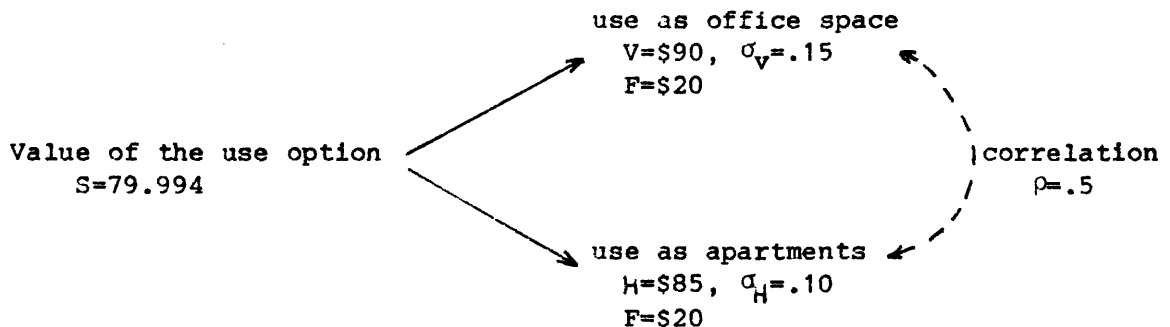 use as office space
V=$90, σV=.15
F=$20
Value of the use option
S=79.994
correlation
ρ=.5
use as apartments
H=$85, σH=.10
F=$20